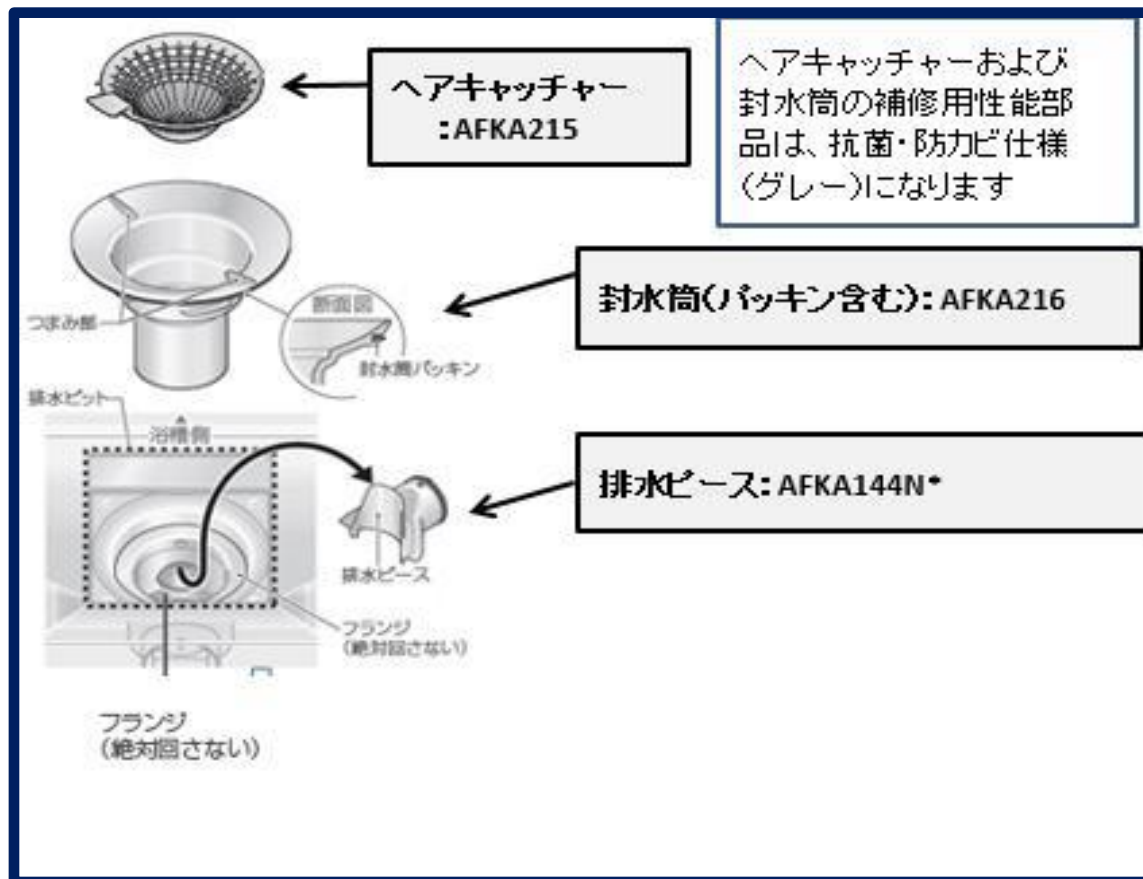 ヘアキャッチャー
:AFKA215
ヘアキャッチャーおよび
封水筒の補修用性能部
品は、抗菌・防カビ仕様
(グレー)になります
封水筒(パッキン含む):AFKA216
断面図
つまみ部
封水筒パッキン
排水ピット
浴槽側
排水ピース:AFKA144N*
排水ピース
フランジ
(絶対回さない)
フランジ
(絶対回さない)